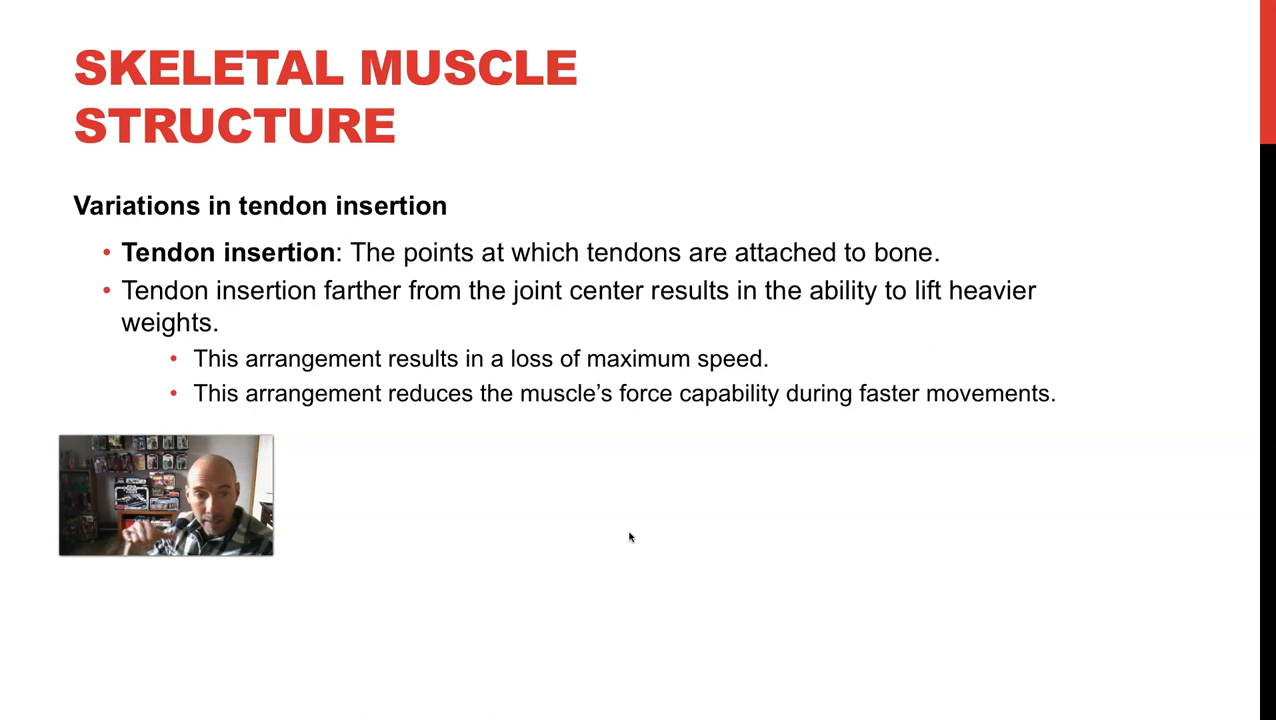 SKELETAL MUSCLE
STRUCTURE
Variations in tendon insertion
• Tendon insertion: The points at which tendons are attached to bone.
• Tendon insertion farther from the joint center results in the ability to lift heavier
weights.
• This arrangement results in a loss of maximum speed.
• This arrangement reduces the muscle’s force capability during faster movements.